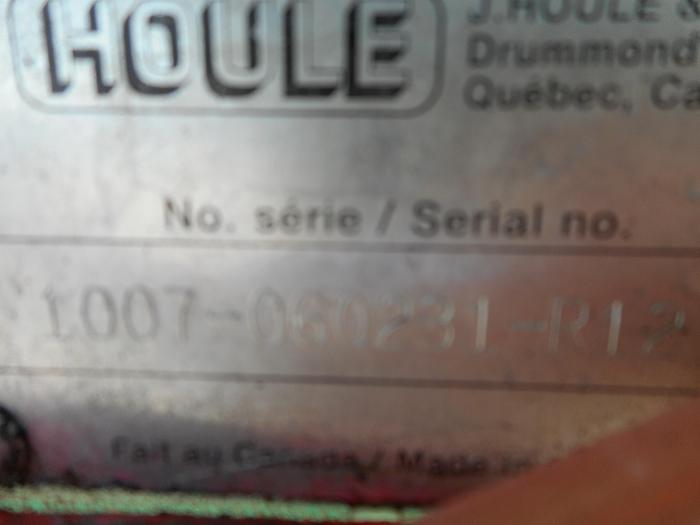 HOULE
J.HOULE &
Drummond
Québec, Ca
No. série / Serial no.
1007-060231-R12
Fait au Canada / Made in